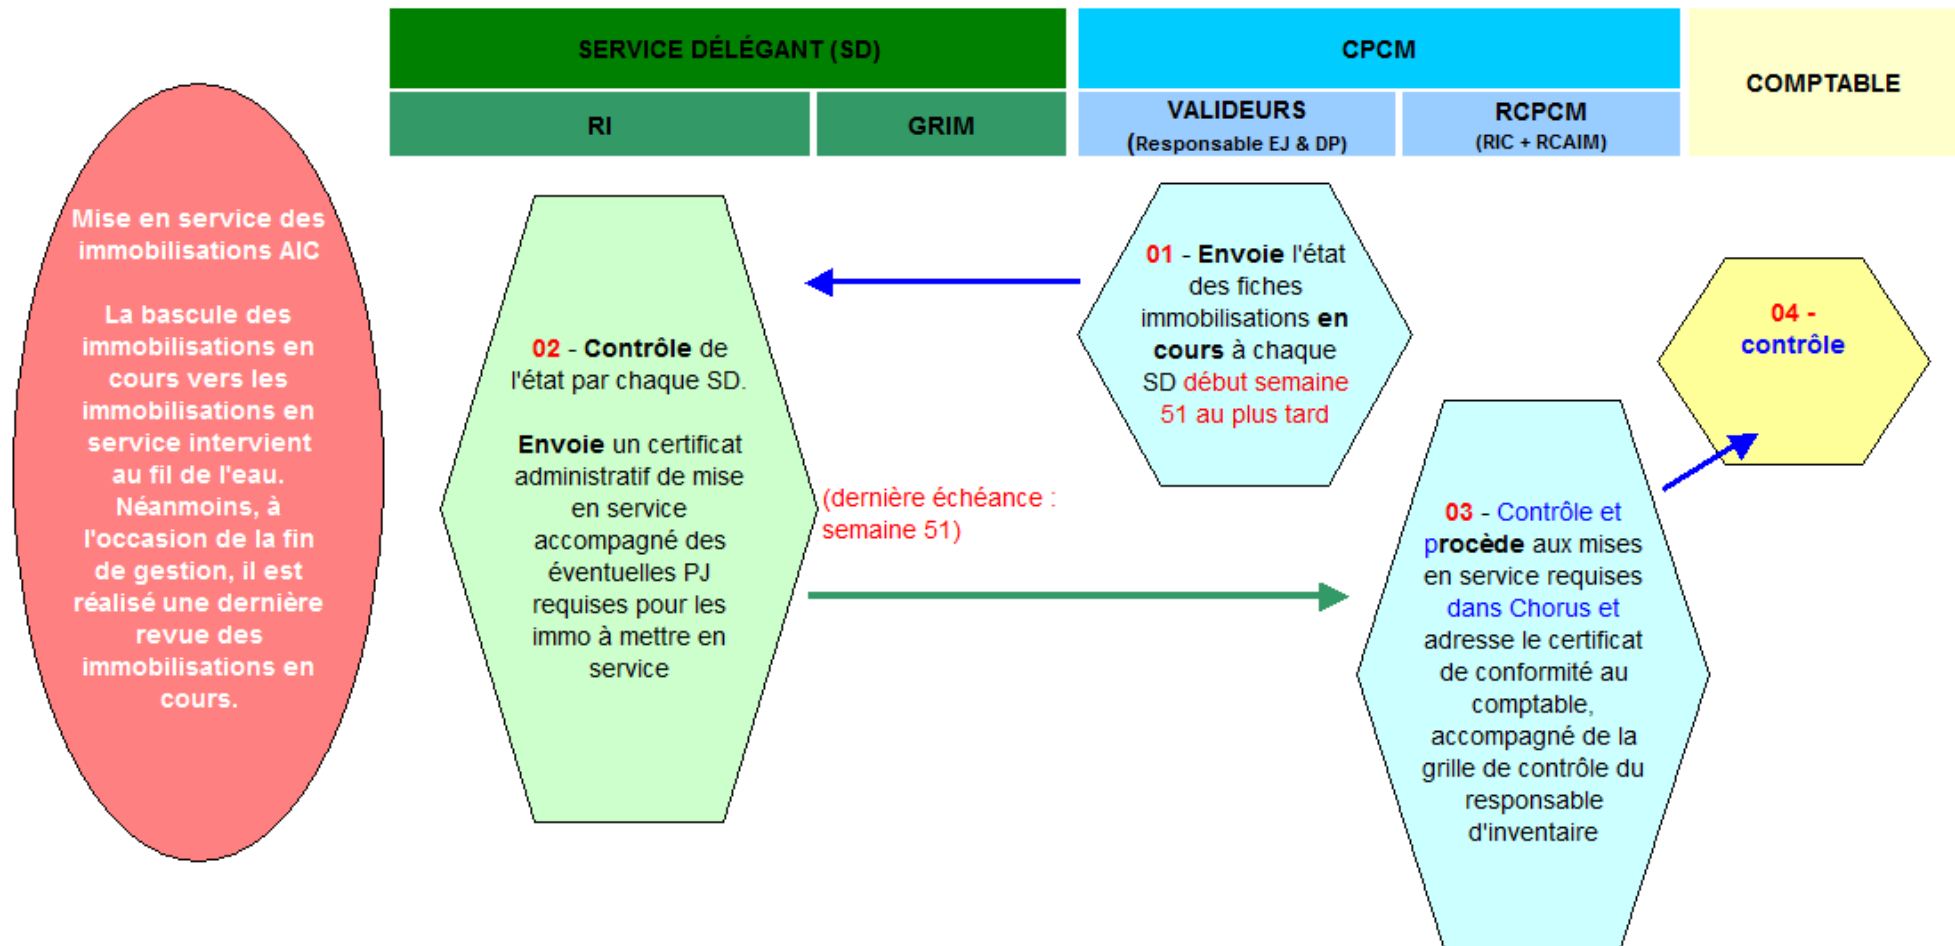 SERVICE DÉLÉGANT (SD)
CPCM
COMPTABLE
RI
GRIM
VALIDEURS
(Responsable EJ & DP)
RCPCM
(RIC + RCAIM)
Mise en service des
immobilisations AIC
La bascule des
immobilisations en
cours vers les
immobilisations en
service intervient
au fil de l'eau.
Néanmoins, à
l'occasion de la fin
de gestion, il est
réalisé une dernière
revue des
immobilisations en
cours.
01 - Envoie l'état
des fiches
immobilisations en
cours à chaque
SD début semaine
51 au plus tard
02 - Contrôle de
l'état par chaque SD.
Envoie un certificat
administratif de mise
en service
accompagné des
éventuelles PJ
requises pour les
immo à mettre en
service
(dernière échéance :
semaine 51)
03 - Contrôle et
procède aux mises
en service requises
dans Chorus et
adresse le certificat
de conformité au
comptable,
accompagné de la
grille de contrôle du
responsable
d'inventaire
04 -
contrôle